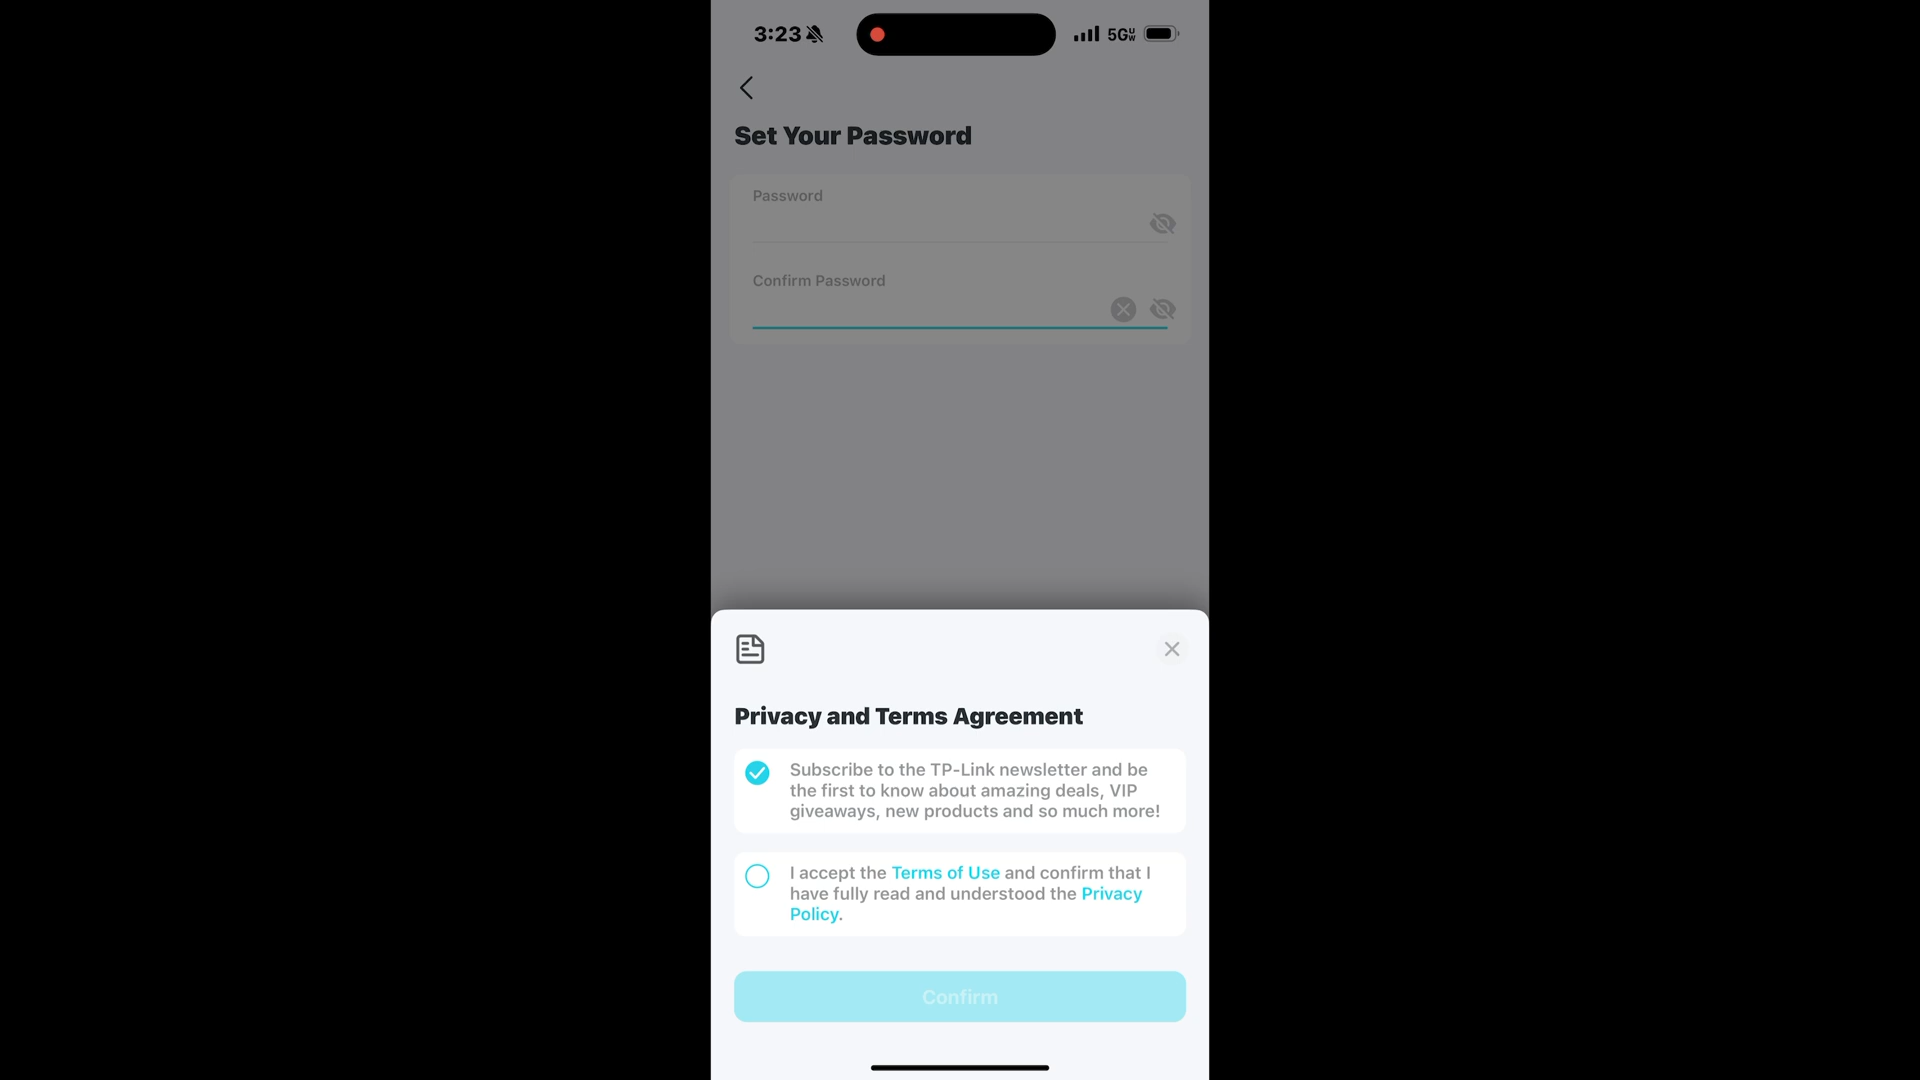 3:23
5GUW
Set Your Password
Password
Confirm Password
Privacy and Terms Agreement
Subscribe to the TP-Link newsletter and be
the first to know about amazing deals, VIP
giveaways, new products and so much more!
I accept the Terms of Use and confirm that I
have fully read and understood the Privacy
Policy.
Confirm